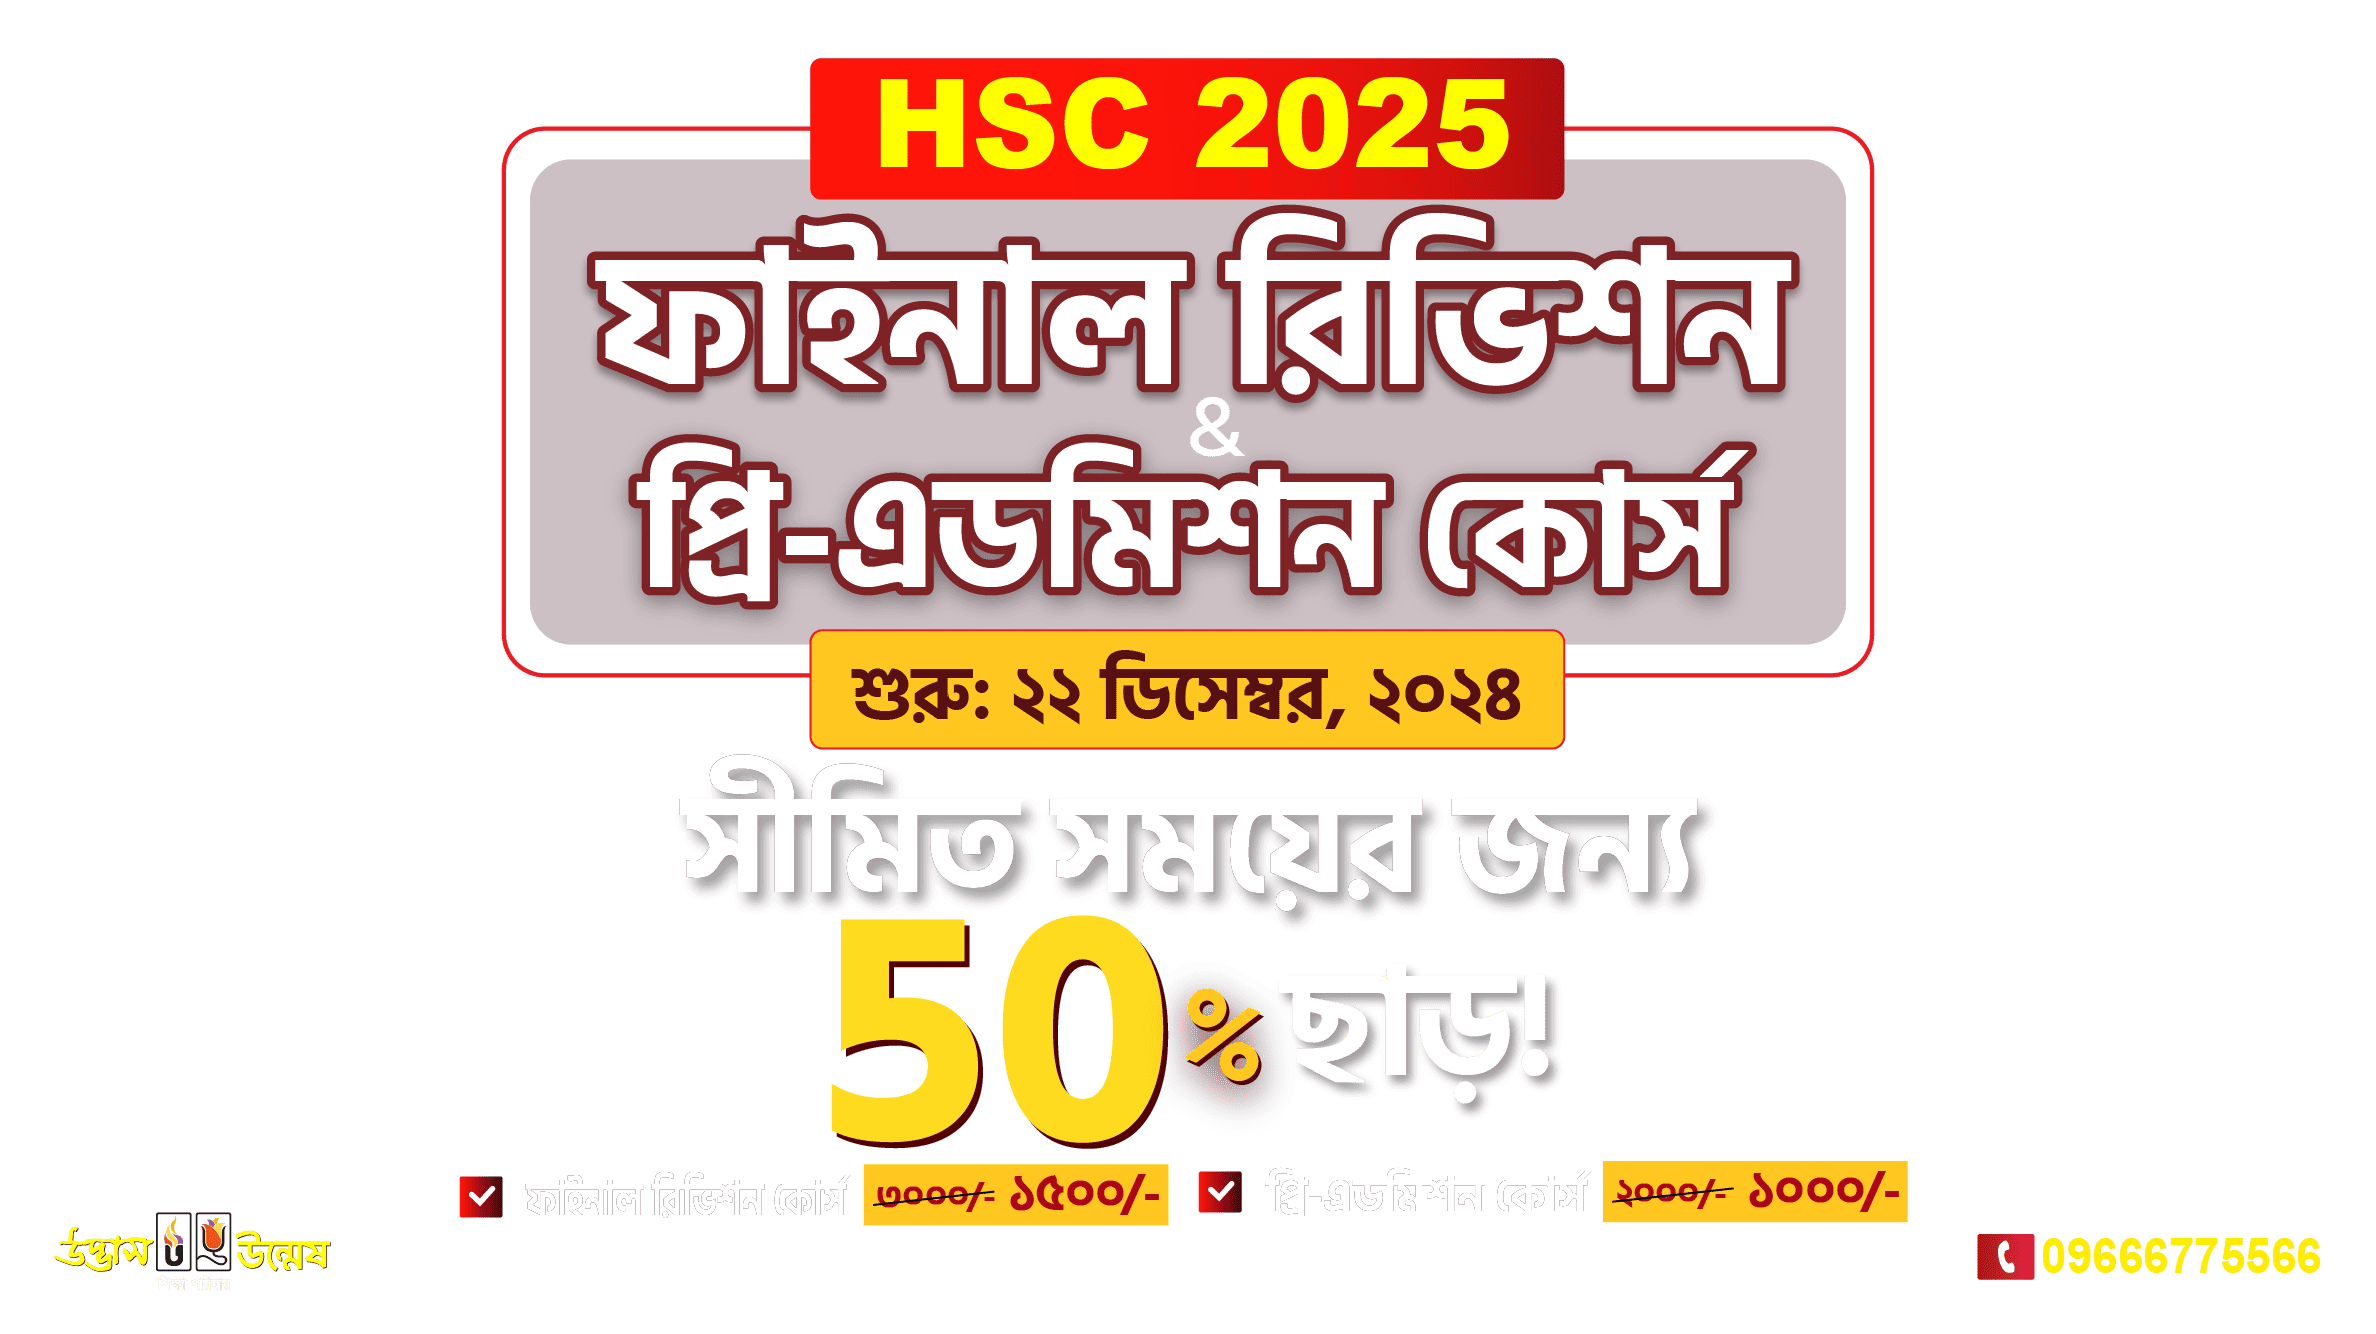 HSC 2025
ফাইনাল রিভিশন
&
প্রি-এডমিশন কোর্স
শুরু: ২২ ডিসেম্বর, ২০২৪
সীমিত সময়ের জন্য
50% ছাড়!
ফাইনাল রিভিশন কোর্স ৩০০০/- ১৫০০/-
প্রি-এডমিশন কোর্স ২০০০/- ১০০০/-
উদ্ভাস উন্মেষ
শিক্ষা পরিবার
09666775566